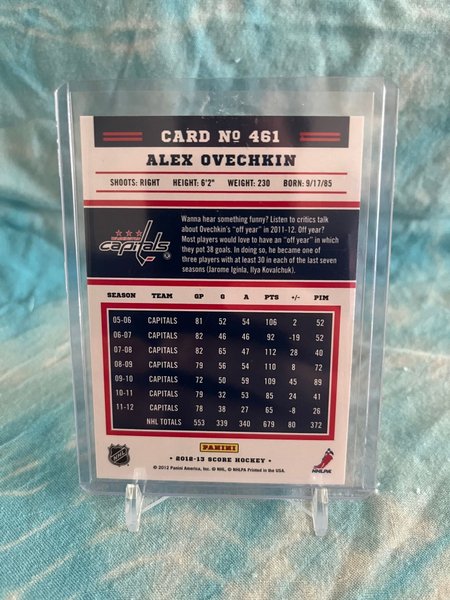 CARD Nº 461
ALEX OVECHKIN
SHOOTS: RIGHT HEIGHT: 6'2" WEIGHT: 230 BORN: 9/17/85
WASHINGTON
capitals
Wanna hear something funny? Listen to critics talk
about Ovechkin's "off year" in 2011-12. Off year?
Most players would love to have an "off year" in which
they pot 38 goals. In doing so, he became one of
three players with at least 30 in each of the last seven
seasons (Jarome Iginla, Ilya Kovalchuk).
SEASON TEAM GP G A PTS +/- PIM
05-06 CAPITALS 81 52 54 106 2 52
06-07 CAPITALS 82 46 46 92 -19 52
07-08 CAPITALS 82 65 47 112 28 40
08-09 CAPITALS 79 56 54 110 8 72
09-10 CAPITALS 72 50 59 109 45 89
10-11 CAPITALS 79 32 53 85 24 41
11-12 CAPITALS 78 38 27 65 -8 26
NHL TOTALS 553 339 340 679 80 372
PANINI
• 2012-13 SCORE HOCKEY •
© 2012 Panini America, Inc. © NHL, © NHLPA Printed in the USA.
NHL
NHLPA